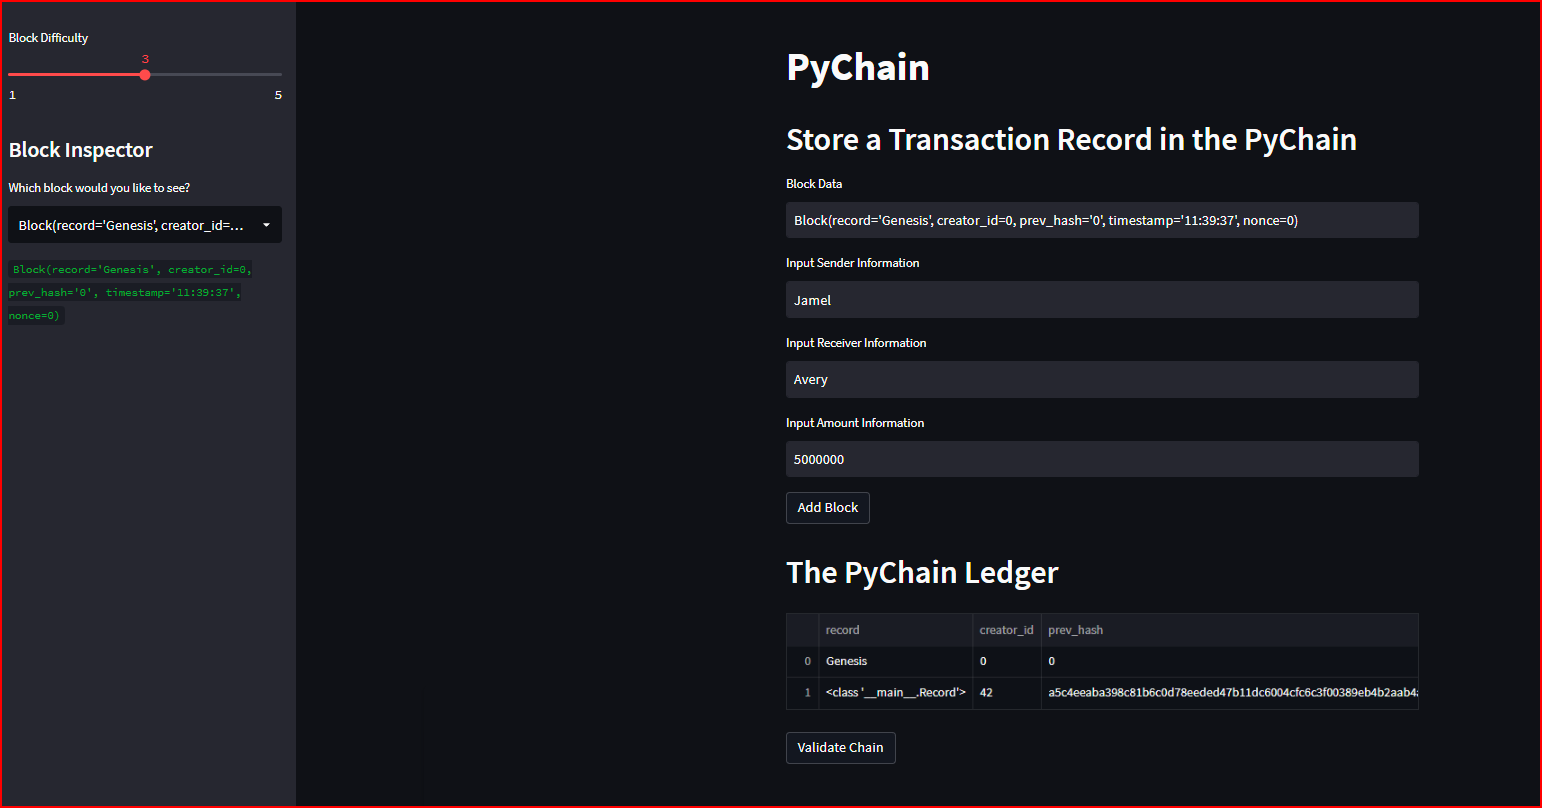 Block Difficulty
3
1 5
Block Inspector
Which block would you like to see?
Block(record='Genesis', creator_id=...
Block(record='Genesis', creator_id=0,
prev_hash='0', timestamp='11:39:37',
nonce=0)
PyChain
Store a Transaction Record in the PyChain
Block Data
Block(record='Genesis', creator_id=0, prev_hash='0', timestamp='11:39:37', nonce=0)
Input Sender Information
Jamel
Input Receiver Information
Avery
Input Amount Information
5000000
Add Block
The PyChain Ledger
record creator_id prev_hash
0 Genesis 0 0
1 <class '__main__.Record'> 42 a5c4eeaba398c81b6c0d78eeded47b11dc6004cfc6c3f00389eb4b2aab4a
Validate Chain